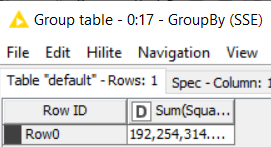 Group table - 0:17 - GroupBy (SSE)
File Edit Hilite Navigation View
Table "default" - Rows: 1 Spec - Column: 1
Row ID D Sum(Squa...
Row0 192,254,314....